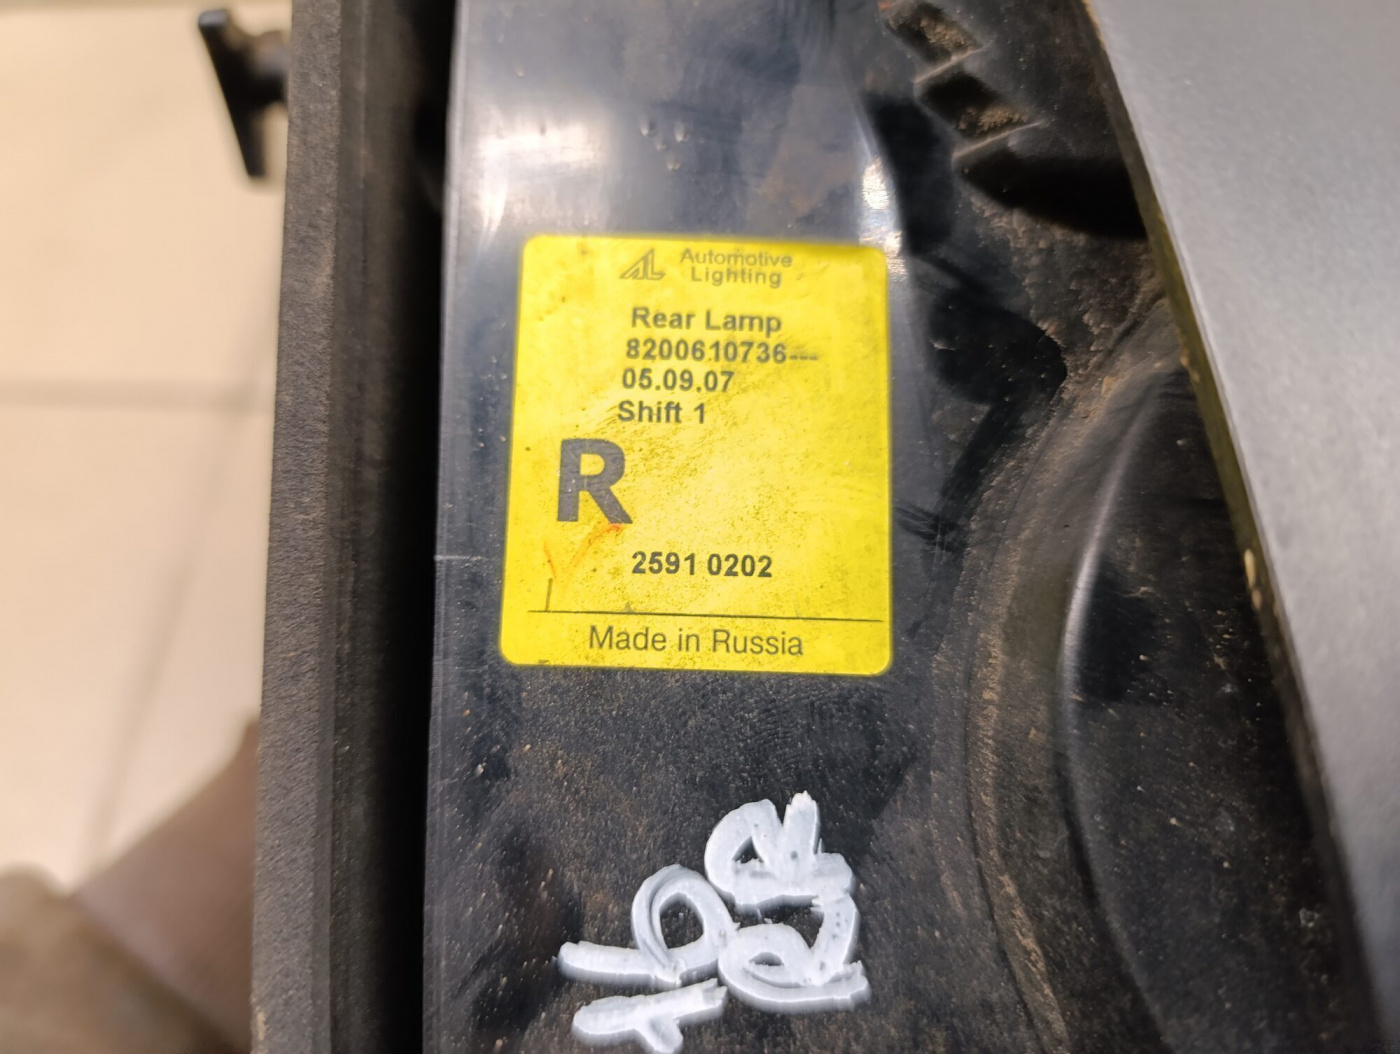 Automotive
Lighting
Rear Lamp
8200610736---
05.09.07
Shift 1
R
2591 0202
Made in Russia